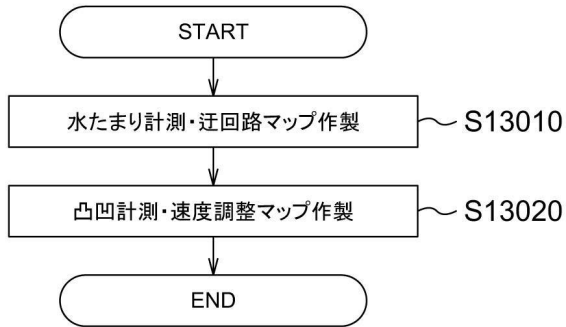 START
水たまり計測・迂回路マップ作製
S13010
凸凹計測・速度調整マップ作製
S13020
END